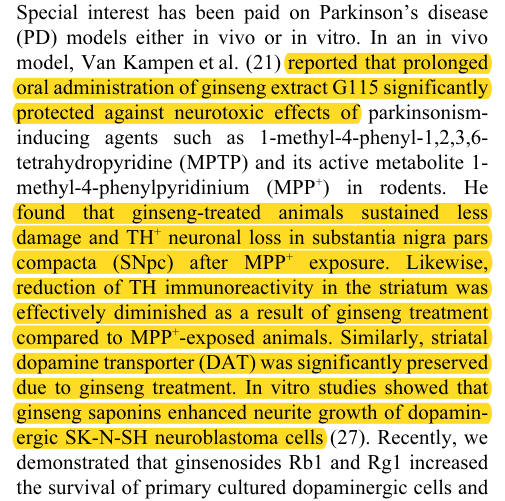 Special interest has been paid on Parkinson’s disease
(PD) models either in vivo or in vitro. In an in vivo
model, Van Kampen et al. (21) reported that prolonged
oral administration of ginseng extract G115 significantly
protected against neurotoxic effects of parkinsonism-
inducing agents such as 1-methyl-4-phenyl-1,2,3,6-
tetrahydropyridine (MPTP) and its active metabolite 1-
methyl-4-phenylpyridinium (MPP⁺) in rodents. He
found that ginseng-treated animals sustained less
damage and TH⁺ neuronal loss in substantia nigra pars
compacta (SNpc) after MPP⁺ exposure. Likewise,
reduction of TH immunoreactivity in the striatum was
effectively diminished as a result of ginseng treatment
compared to MPP⁺-exposed animals. Similarly, striatal
dopamine transporter (DAT) was significantly preserved
due to ginseng treatment. In vitro studies showed that
ginseng saponins enhanced neurite growth of dopamin-
ergic SK-N-SH neuroblastoma cells (27). Recently, we
demonstrated that ginsenosides Rb1 and Rg1 increased
the survival of primary cultured dopaminergic cells and